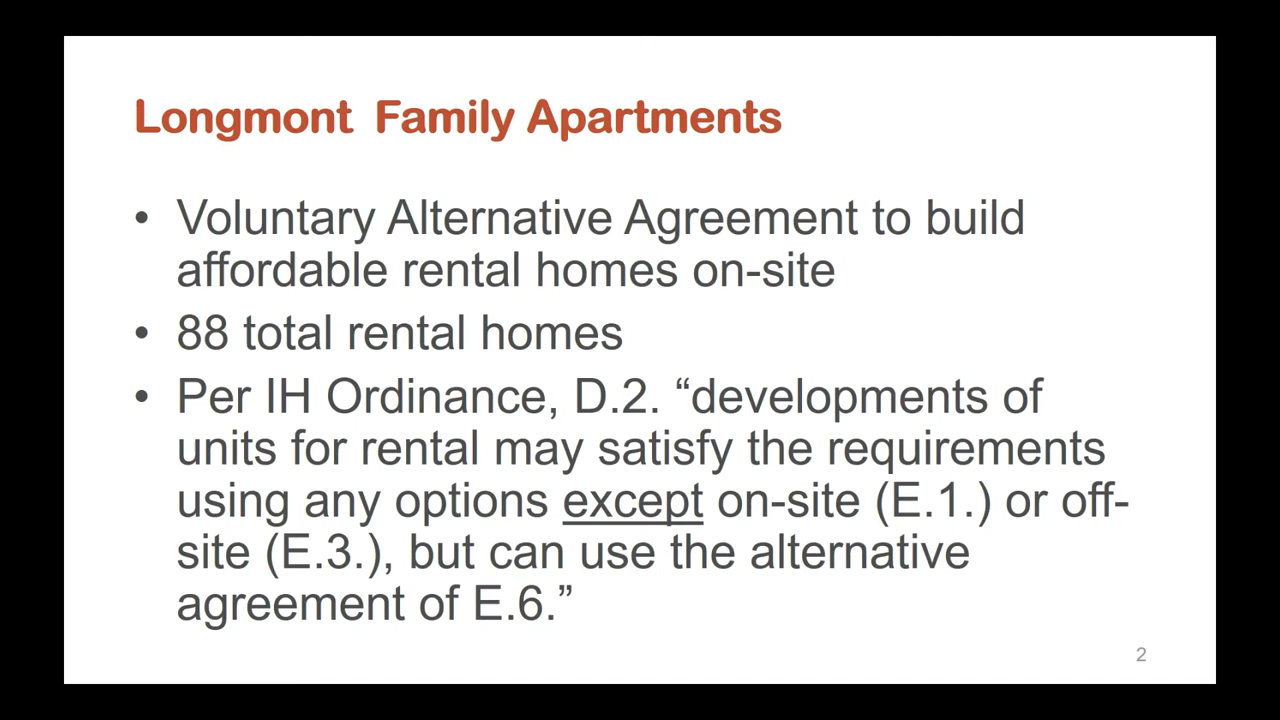 Longmont Family Apartments
• Voluntary Alternative Agreement to build
affordable rental homes on-site
• 88 total rental homes
• Per IH Ordinance, D.2. “developments of
units for rental may satisfy the requirements
using any options except on-site (E.1.) or off-
site (E.3.), but can use the alternative
agreement of E.6.”
2